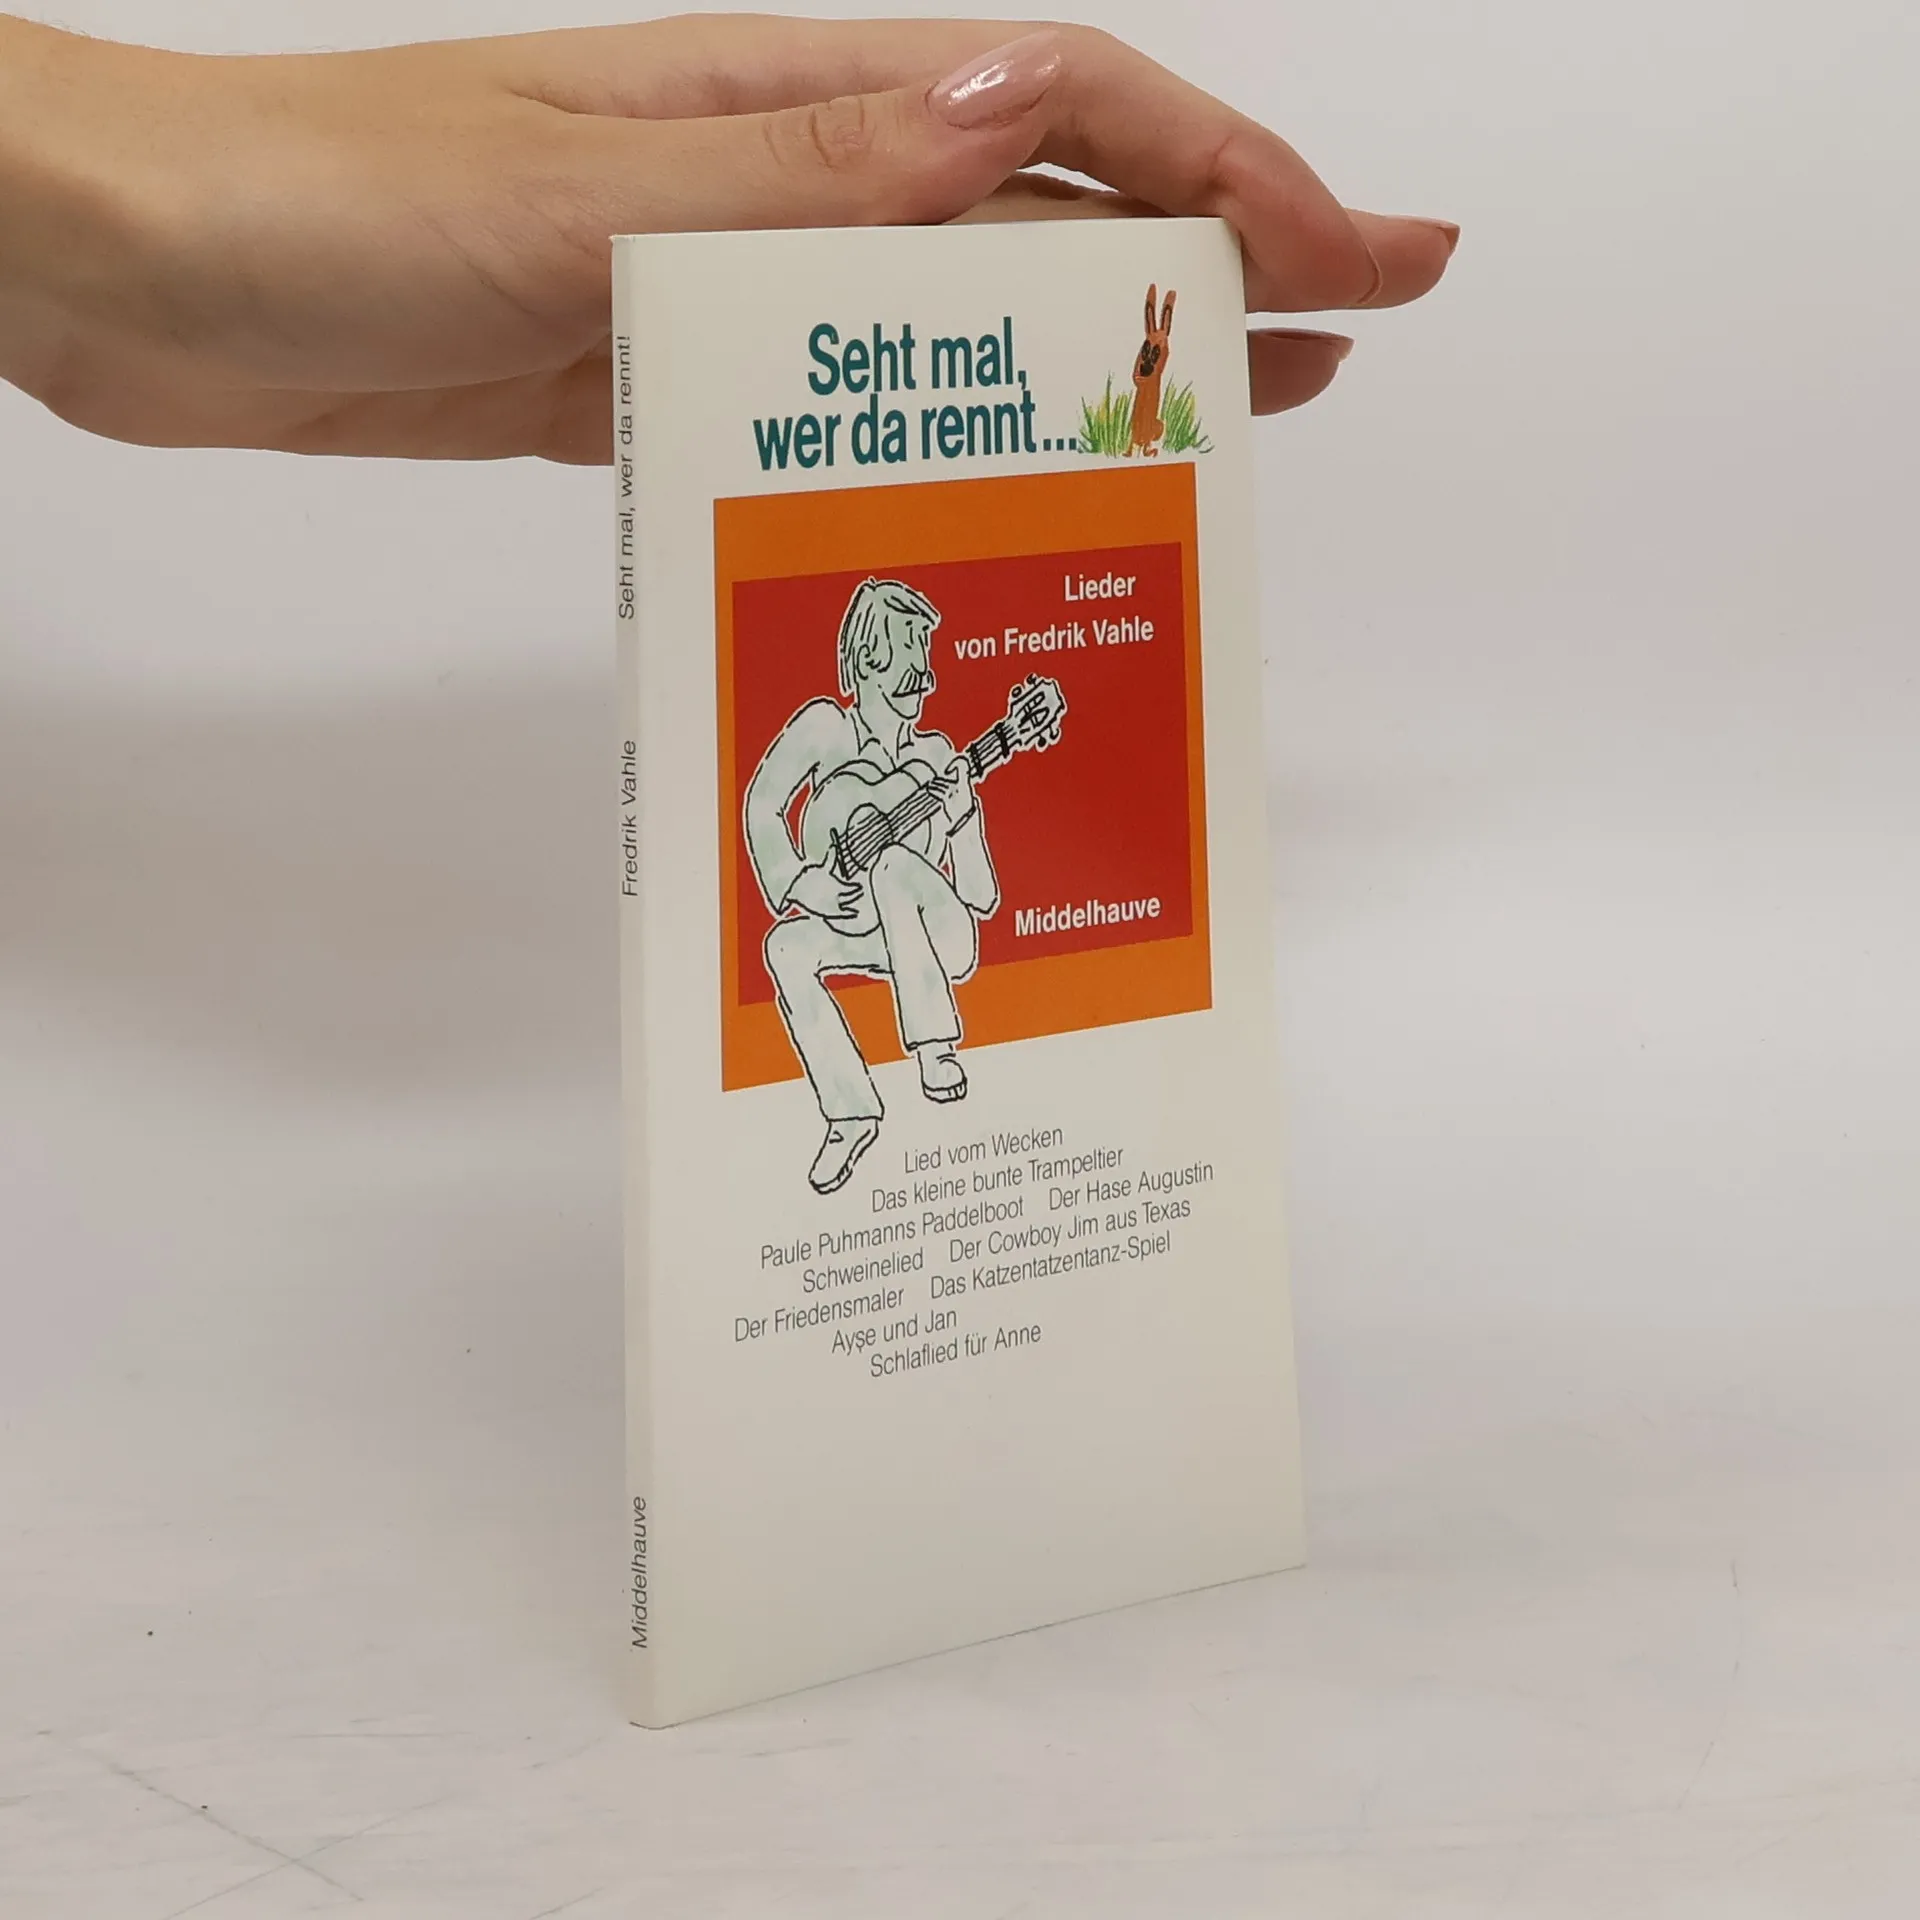 Seht mal, wer da rennt!
Fredrik Vahle
Middelhauve
Seht mal,
wer da rennt...
Lieder
von Fredrik Vahle
Middelhauve
Lied vom Wecken
Das kleine bunte Trampeltier
Paule Puhmanns Paddelboot Der Hase Augustin
Schweinelied Der Cowboy Jim aus Texas
Der Friedensmaler Das Katzentatzentanz-Spiel
Ayşe und Jan
Schlaflied für Anne